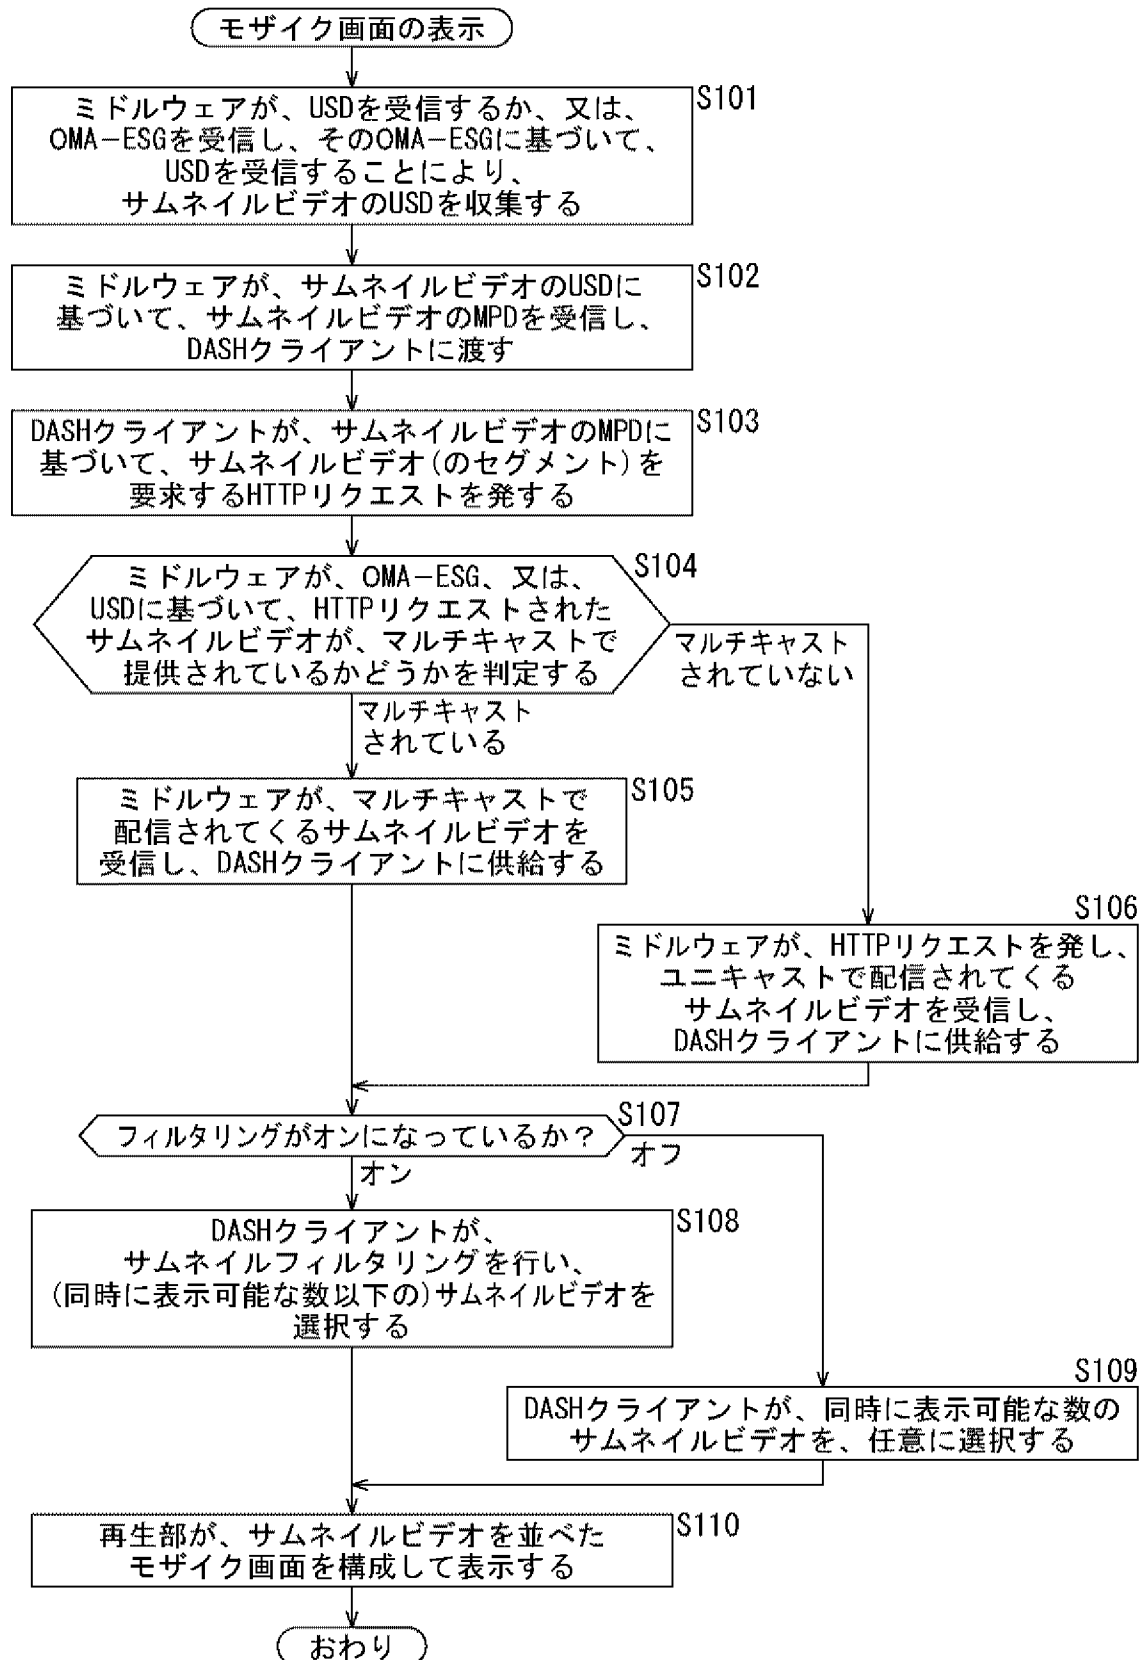 モザイク画面の表示
S101
ミドルウェアが、USDを受信するか、又は、
OMA－ESGを受信し、そのOMA－ESGに基づいて、
USDを受信することにより、
サムネイルビデオのUSDを収集する
S102
ミドルウェアが、サムネイルビデオのUSDに
基づいて、サムネイルビデオのMPDを受信し、
DASHクライアントに渡す
S103
DASHクライアントが、サムネイルビデオのMPDに
基づいて、サムネイルビデオ(のセグメント)を
要求するHTTPリクエストを発する
S104
ミドルウェアが、OMA－ESG、又は、
USDに基づいて、HTTPリクエストされた
サムネイルビデオが、マルチキャストで
提供されているかどうかを判定する
マルチキャスト
されていない
マルチキャスト
されている
S105
ミドルウェアが、マルチキャストで
配信されてくるサムネイルビデオを
受信し、DASHクライアントに供給する
S106
ミドルウェアが、HTTPリクエストを発し、
ユニキャストで配信されてくる
サムネイルビデオを受信し、
DASHクライアントに供給する
S107
フィルタリングがオンになっているか？
オフ
オン
S108
DASHクライアントが、
サムネイルフィルタリングを行い、
(同時に表示可能な数以下の)サムネイルビデオを
選択する
S109
DASHクライアントが、同時に表示可能な数の
サムネイルビデオを、任意に選択する
S110
再生部が、サムネイルビデオを並べた
モザイク画面を構成して表示する
おわり